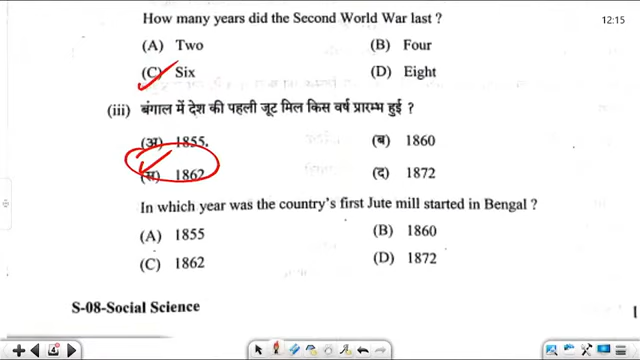 How many years did the Second World War last ?
12:15
(A) Two (B) Four
(C) Six (D) Eight
(iii) बंगाल में देश की पहली जूट मिल किस वर्ष प्रारम्भ हुई ?
(अ) 1855. (ब) 1860
(स) 1862 (द) 1872
In which year was the country's first Jute mill started in Bengal ?
(A) 1855 (B) 1860
(C) 1862 (D) 1872
S-08-Social Science
4